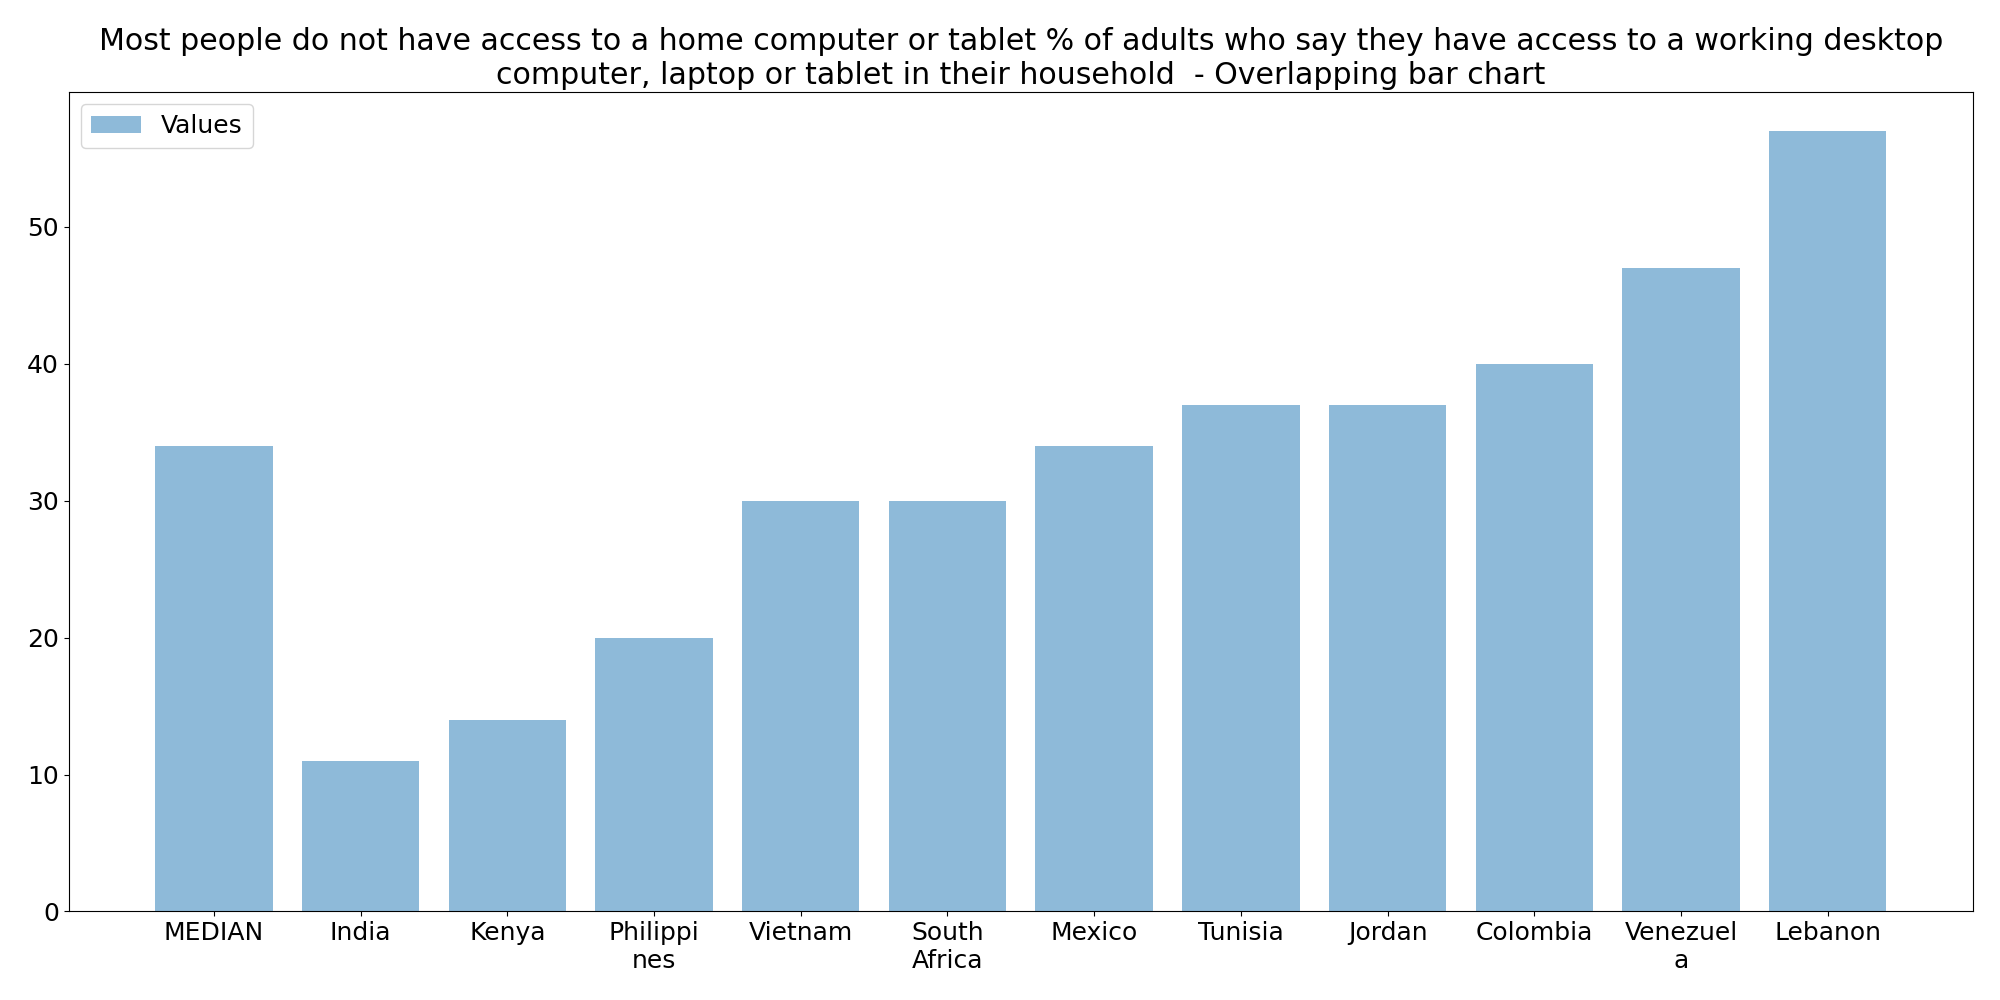 Most people do not have access to a home computer or tablet % of adults who say they have access to a working desktop
computer, laptop or tablet in their household  - Overlapping bar chart
Values
50
40
30
20
10
0
MEDIAN
India
Kenya
Philippi
nes
Vietnam
South
Africa
Mexico
Tunisia
Jordan
Colombia
Venezuel
a
Lebanon